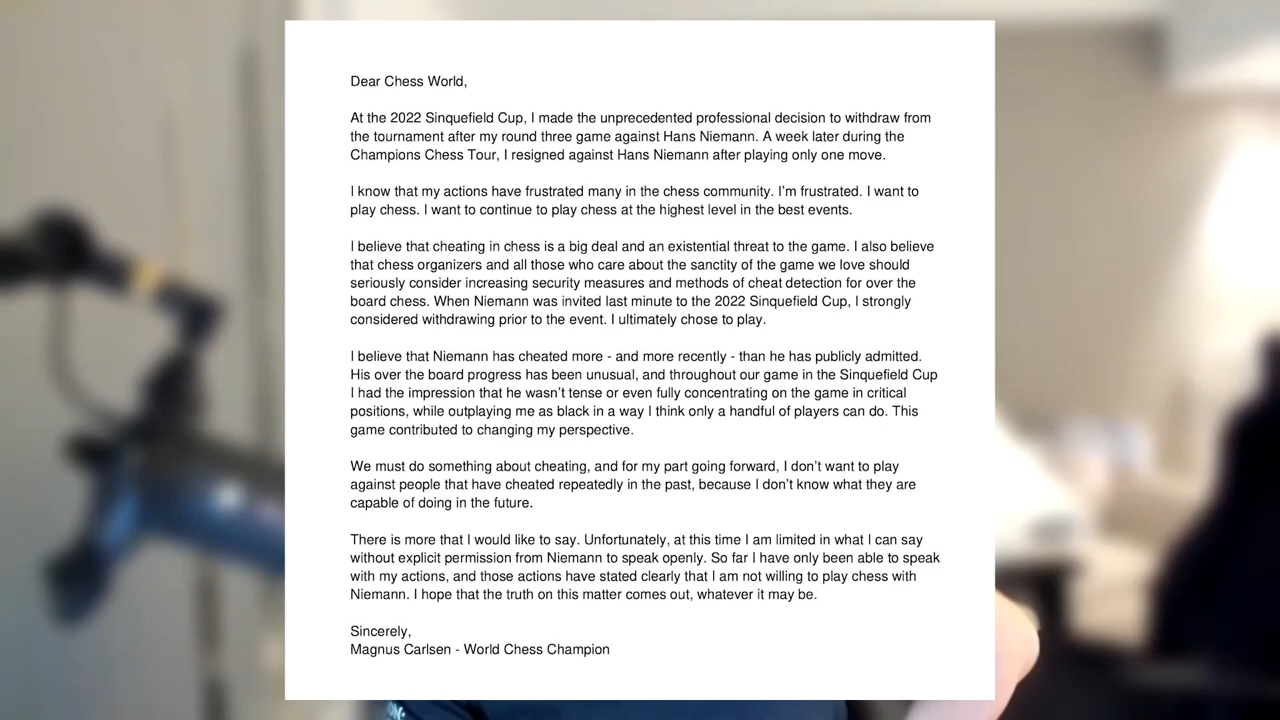 Dear Chess World,
At the 2022 Sinquefield Cup, I made the unprecedented professional decision to withdraw from
the tournament after my round three game against Hans Niemann. A week later during the
Champions Chess Tour, I resigned against Hans Niemann after playing only one move.
I know that my actions have frustrated many in the chess community. I’m frustrated. I want to
play chess. I want to continue to play chess at the highest level in the best events.
I believe that cheating in chess is a big deal and an existential threat to the game. I also believe
that chess organizers and all those who care about the sanctity of the game we love should
seriously consider increasing security measures and methods of cheat detection for over the
board chess. When Niemann was invited last minute to the 2022 Sinquefield Cup, I strongly
considered withdrawing prior to the event. I ultimately chose to play.
I believe that Niemann has cheated more - and more recently - than he has publicly admitted.
His over the board progress has been unusual, and throughout our game in the Sinquefield Cup
I had the impression that he wasn’t tense or even fully concentrating on the game in critical
positions, while outplaying me as black in a way I think only a handful of players can do. This
game contributed to changing my perspective.
We must do something about cheating, and for my part going forward, I don’t want to play
against people that have cheated repeatedly in the past, because I don’t know what they are
capable of doing in the future.
There is more that I would like to say. Unfortunately, at this time I am limited in what I can say
without explicit permission from Niemann to speak openly. So far I have only been able to speak
with my actions, and those actions have stated clearly that I am not willing to play chess with
Niemann. I hope that the truth on this matter comes out, whatever it may be.
Sincerely,
Magnus Carlsen - World Chess Champion